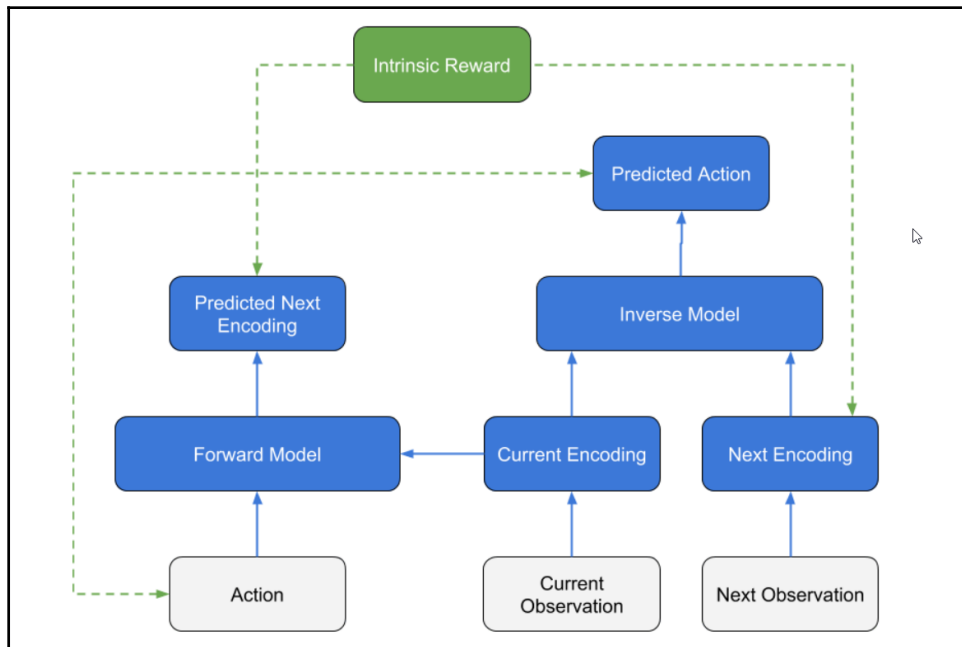 Intrinsic Reward
Predicted Action
Predicted Next
Encoding
Inverse Model
Forward Model
Current Encoding
Next Encoding
Action
Current
Observation
Next Observation